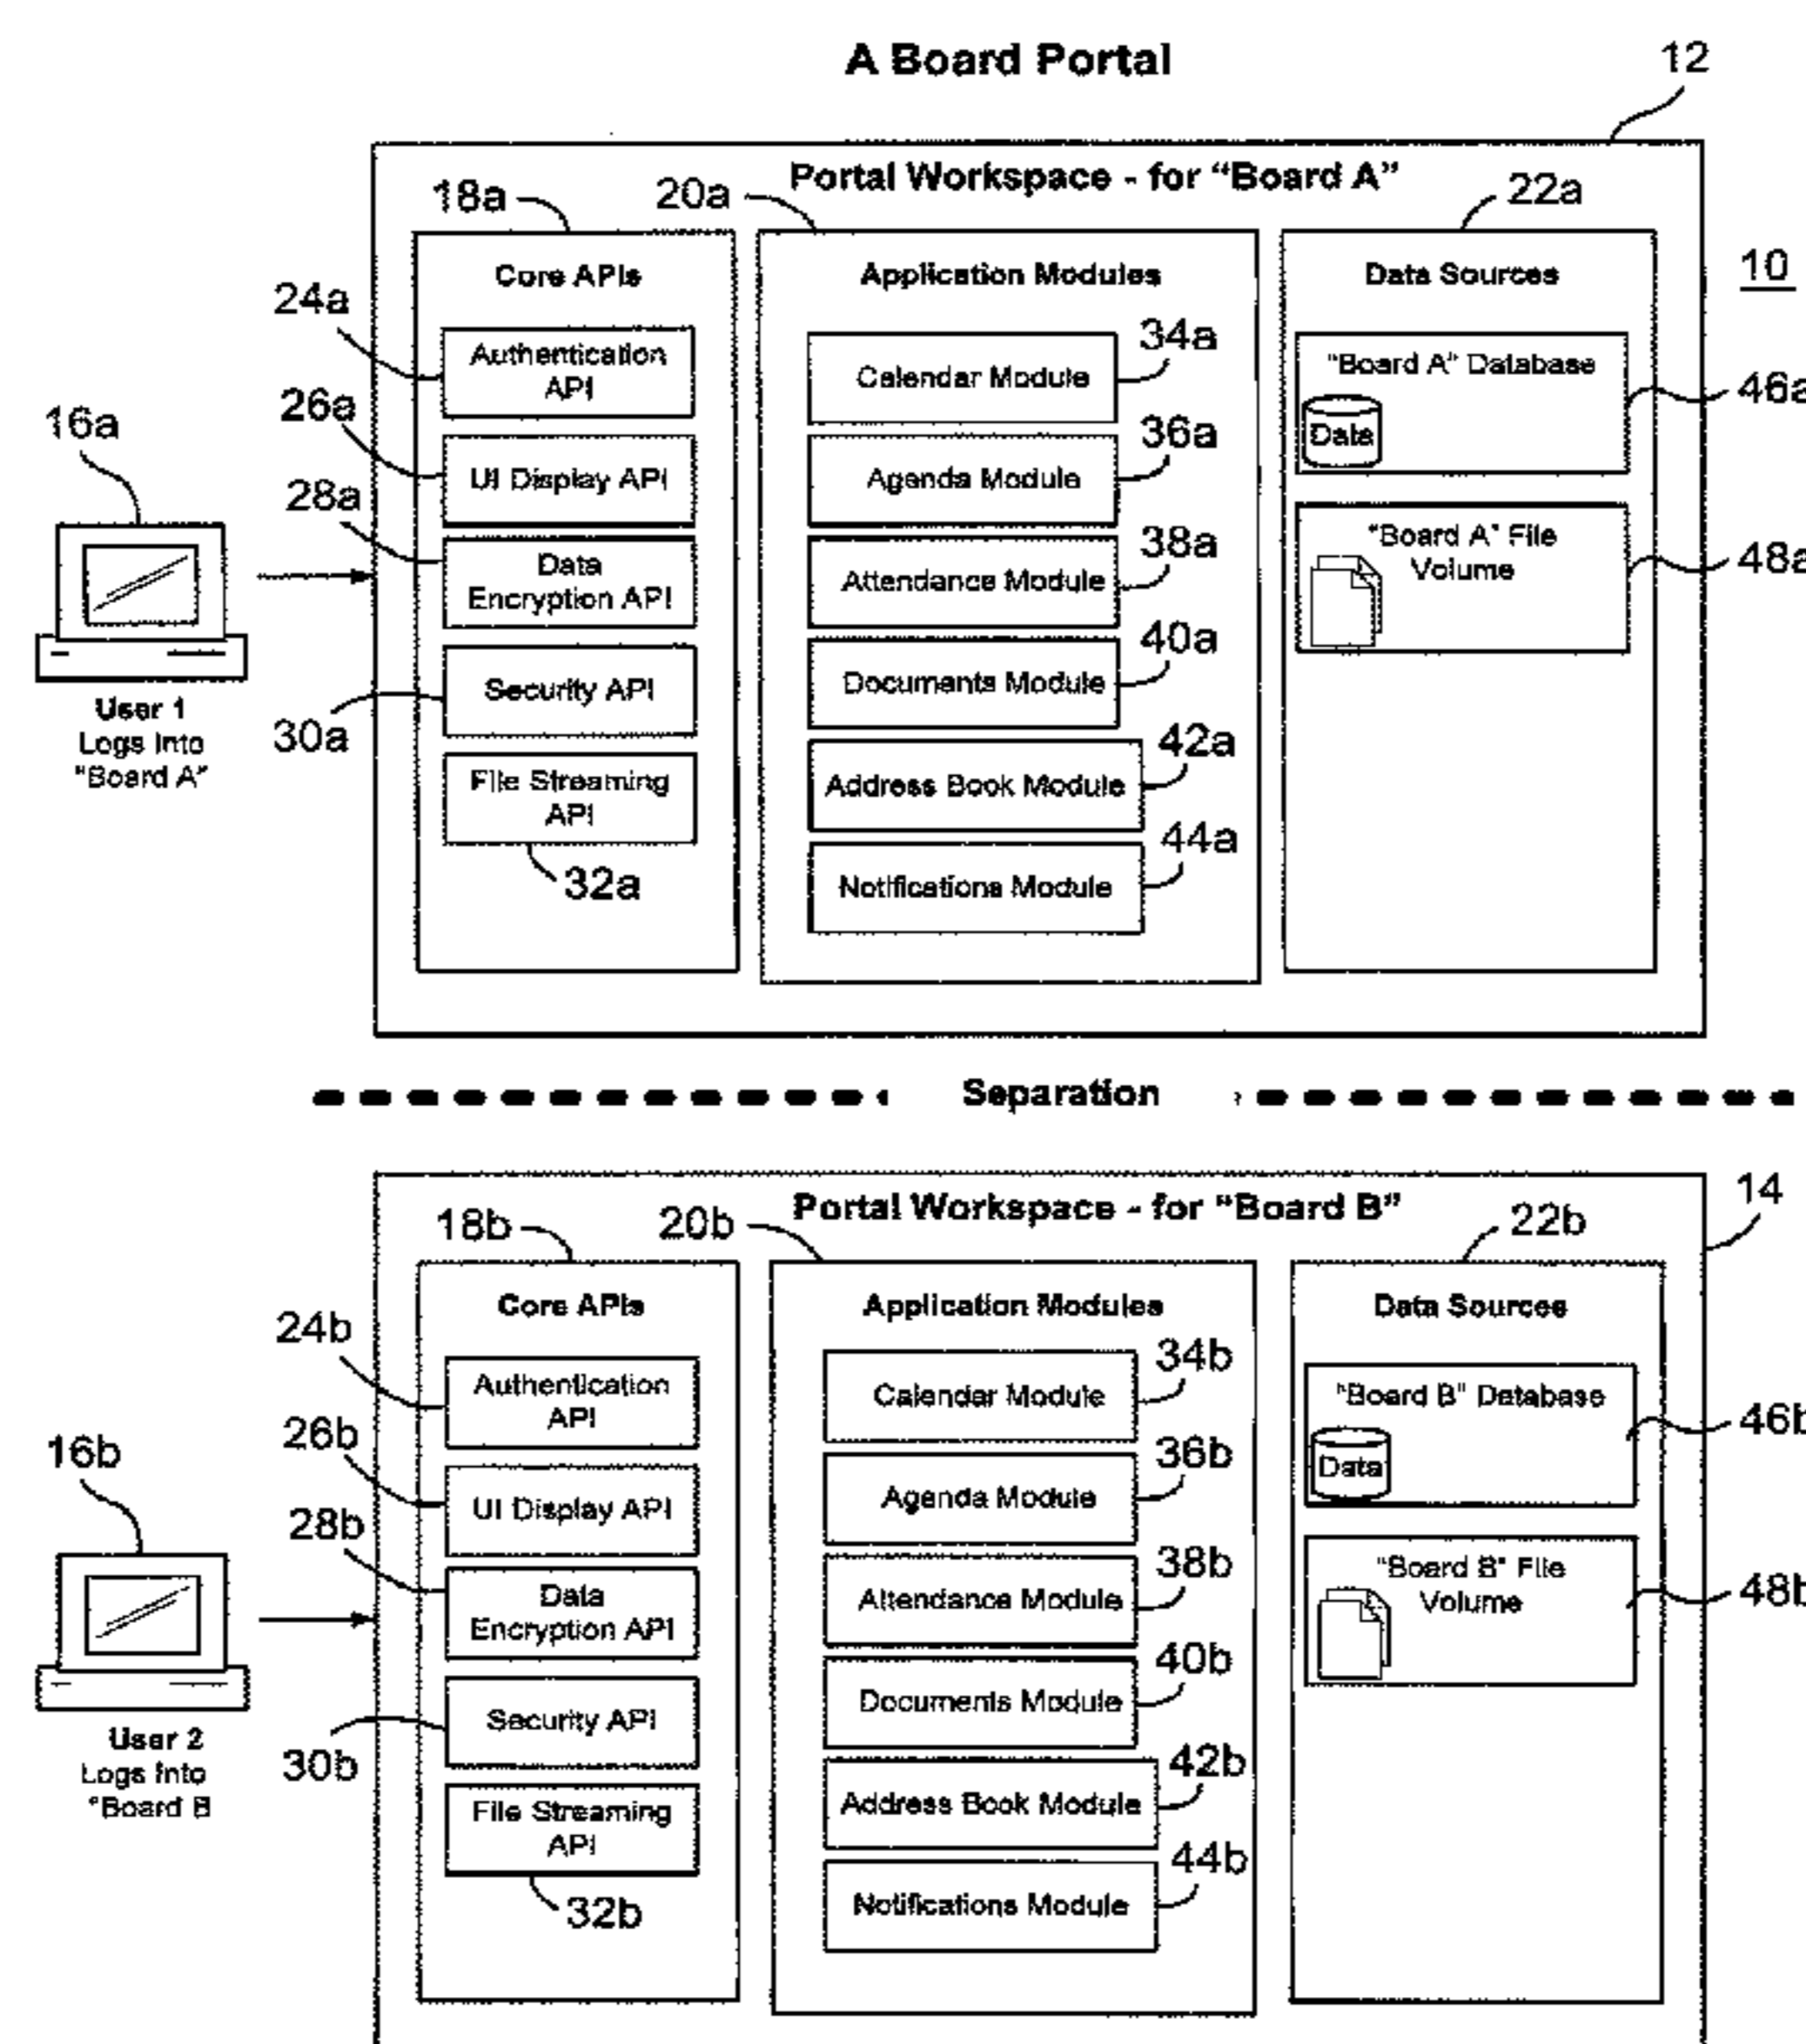 A Board Portal
12
Portal Workspace - for “Board A”
18a
20a
22a
10
Core APIs
Application Modules
Data Sources
24a
Authentication
API
26a
UI Display API
28a
Data
Encryption API
Security API
30a
File Streaming
API
32a
Calendar Module
34a
Agenda Module
36a
Attendance Module
38a
Documents Module
40a
Address Book Module
42a
Notifications Module
44a
"Board A" Database
Data
46a
"Board A" File
Volume
48a
16a
User 1
Logs Into
"Board A"
Separation
14
Portal Workspace - for “Board B”
18b
20b
22b
Core APIs
Application Modules
Data Sources
24b
Authentication
API
26b
UI Display API
28b
Data
Encryption API
Security API
30b
File Streaming
API
32b
Calendar Module
34b
Agenda Module
36b
Attendance Module
38b
Documents Module
40b
Address Book Module
42b
Notifications Module
44b
"Board B" Database
Data
46b
"Board B" File
Volume
48b
16b
User 2
Logs Into
"Board B